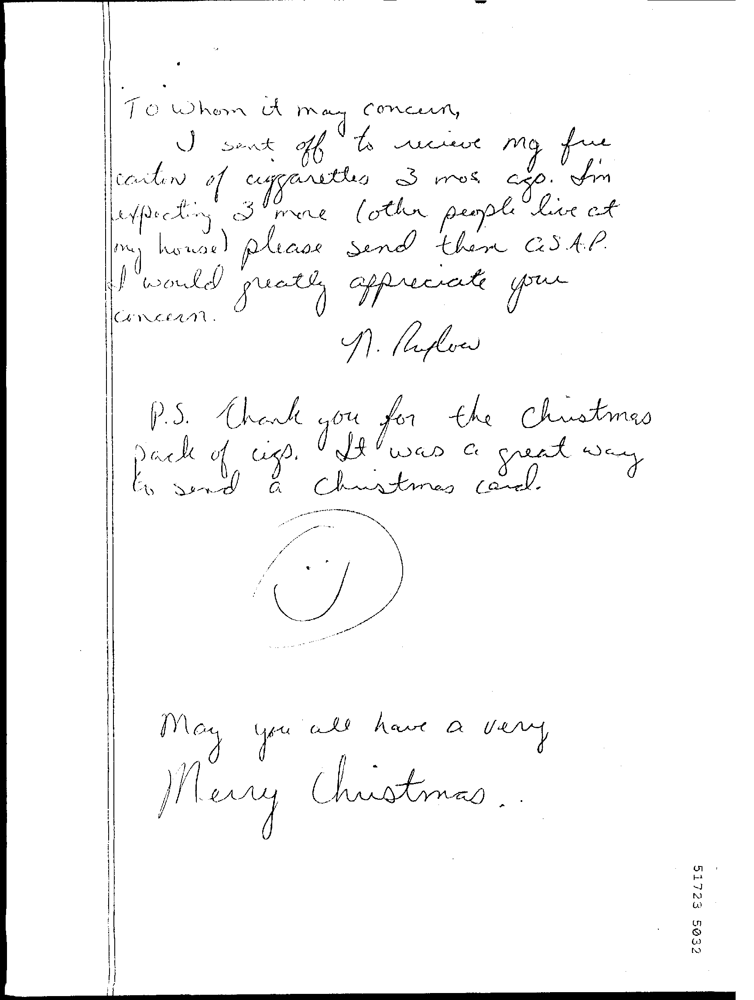 To whom it may concern,
I sent off to recieve my free
carton of ciggarettes 3 mos. ago. I'm
expecting 3 more (other people live at
my house) please send them A.S.A.P.
I would greatly appreciate your
concern.
N.
P.S. Thank you for the Christmas
pack of cigs. It was a great way
to send a Christmas card.
May you all have a very
Merry Christmas..
51723 5032